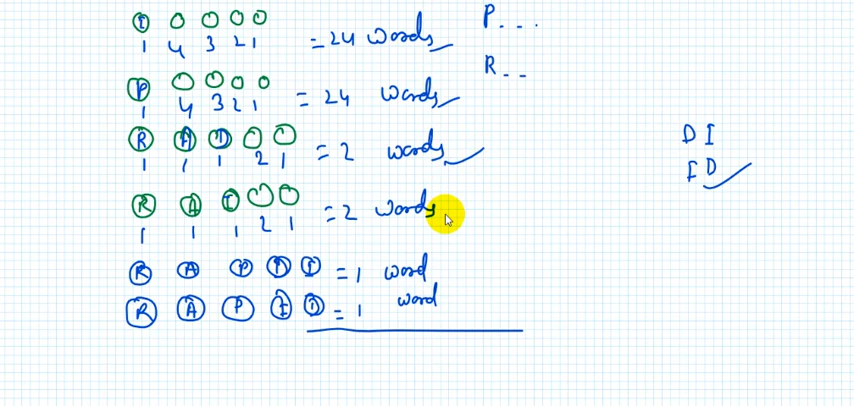 I O O O O
1 4 3 2 1 = 24 words
P O O O O
1 4 3 2 1 = 24 words
R A D O O
1 1 1 2 1 = 2 words
R A I O O
1 1 1 2 1 = 2 words
R A P D I = 1 word
R A P I D = 1 word
P . . .
R . .
D I
I D